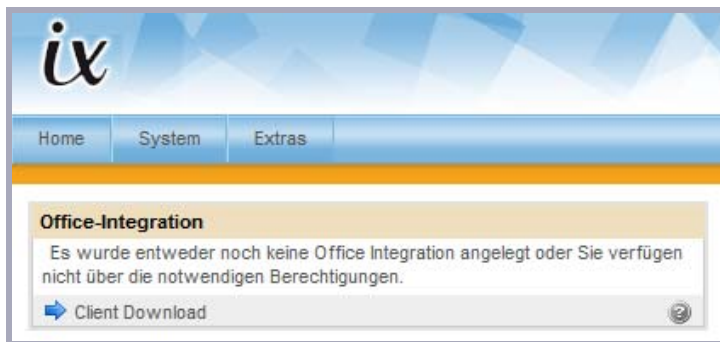 ix
Home System Extras
Office-Integration
Es wurde entweder noch keine Office Integration angelegt oder Sie verfügen
nicht über die notwendigen Berechtigungen.
Client Download ?